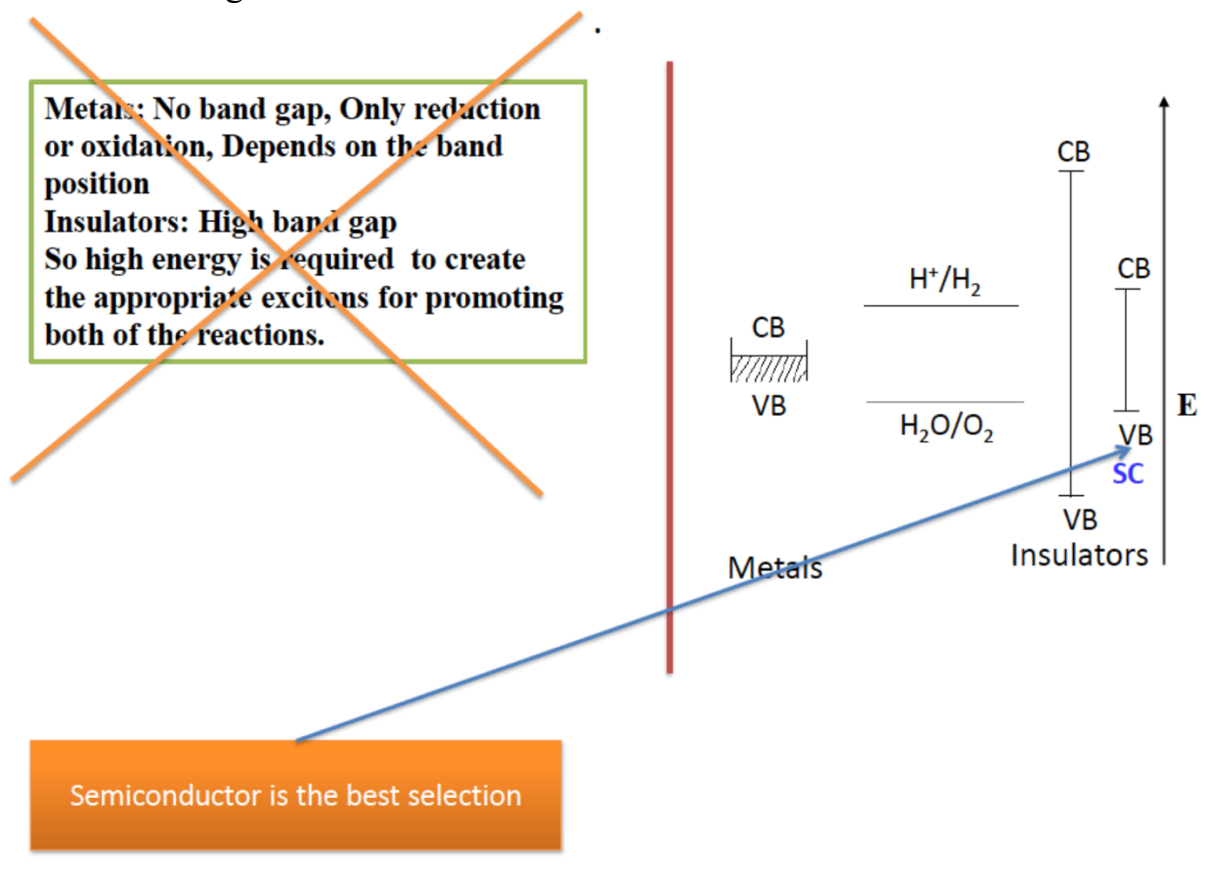 .
Metals: No band gap, Only reduction
or oxidation, Depends on the band
position
Insulators: High band gap
So high energy is required to create
the appropriate excitons for promoting
both of the reactions.
CB
CB
H⁺/H₂
CB
VB
E
H₂O/O₂
VB
SC
VB
Insulators
Metals
Semiconductor is the best selection